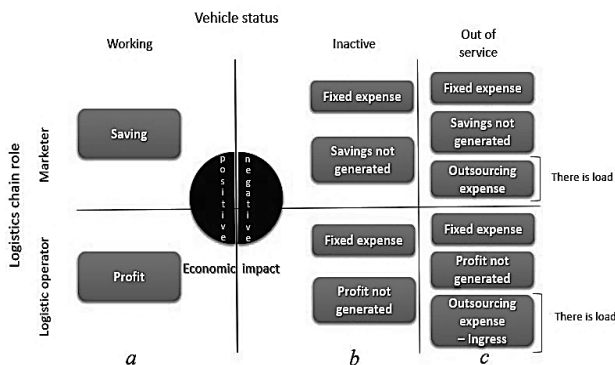 Vehicle status
Working
Inactive
Out of
service
Logistics chain role
Marketer
Saving
Fixed expense
Savings not
generated
Fixed expense
Savings not
generated
Outsourcing
expense
There is load
positive
negative
Economic impact
Logistic operator
Profit
Fixed expense
Profit not
generated
Fixed expense
Profit not
generated
Outsourcing
expense
– ingress
There is load
a
b
c